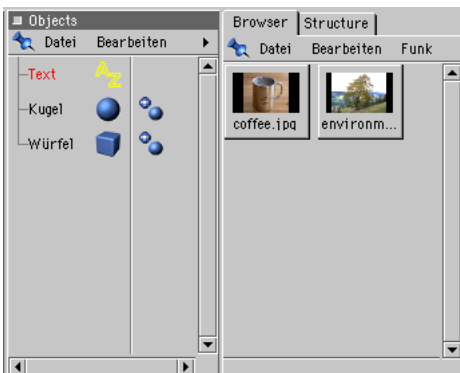 Objects
Datei Bearbeiten
Text
Kugel
Würfel
Browser Structure
Datei Bearbeiten Funk
coffee.jpg environm...